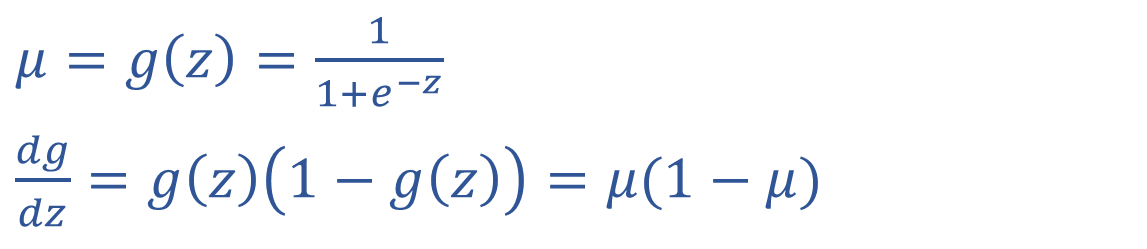 μ = g(z) = 1/(1+e^(−z))
dg/dz = g(z)(1 − g(z)) = μ(1 − μ)